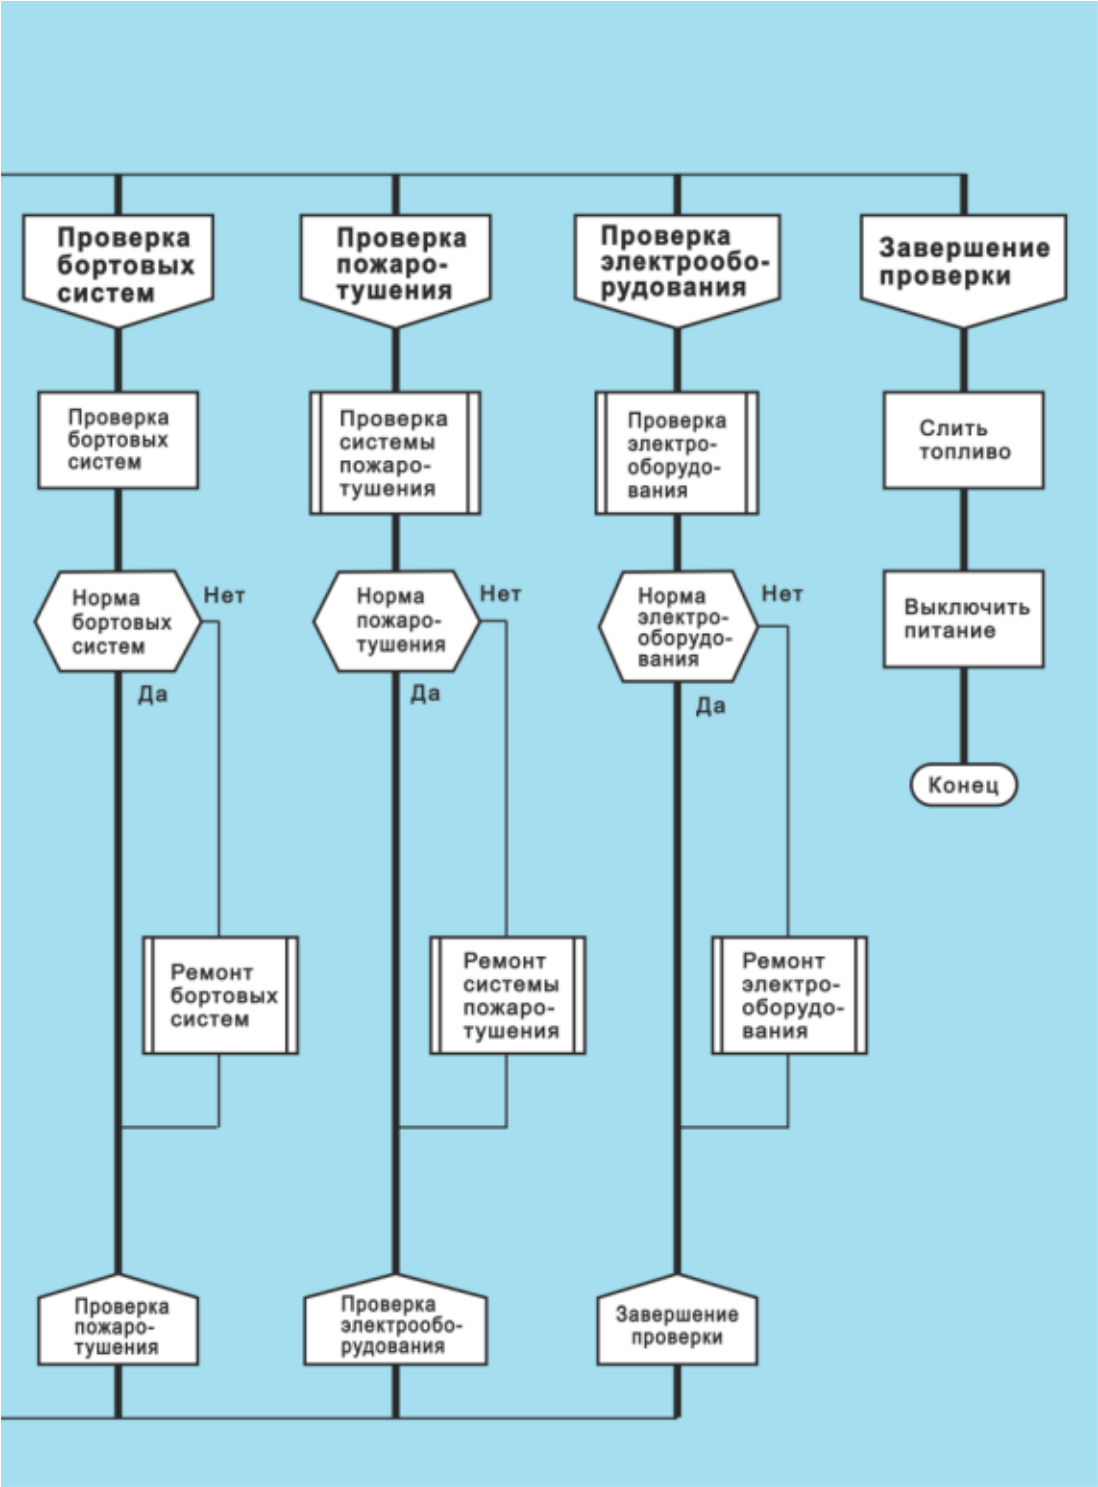 Проверка
бортовых
систем
Проверка
бортовых
систем
Норма
бортовых
систем
Нет
Да
Ремонт
бортовых
систем
Проверка
пожаро-
тушения
Проверка
пожаро-
тушения
Проверка
системы
пожаро-
тушения
Норма
пожаро-
тушения
Нет
Да
Ремонт
системы
пожаро-
тушения
Проверка
электрообо-
рудования
Проверка
электрообо-
рудования
Проверка
электро-
оборудо-
вания
Норма
электро-
оборудо-
вания
Нет
Да
Ремонт
электро-
оборудо-
вания
Завершение
проверки
Завершение
проверки
Слить
топливо
Выключить
питание
Конец